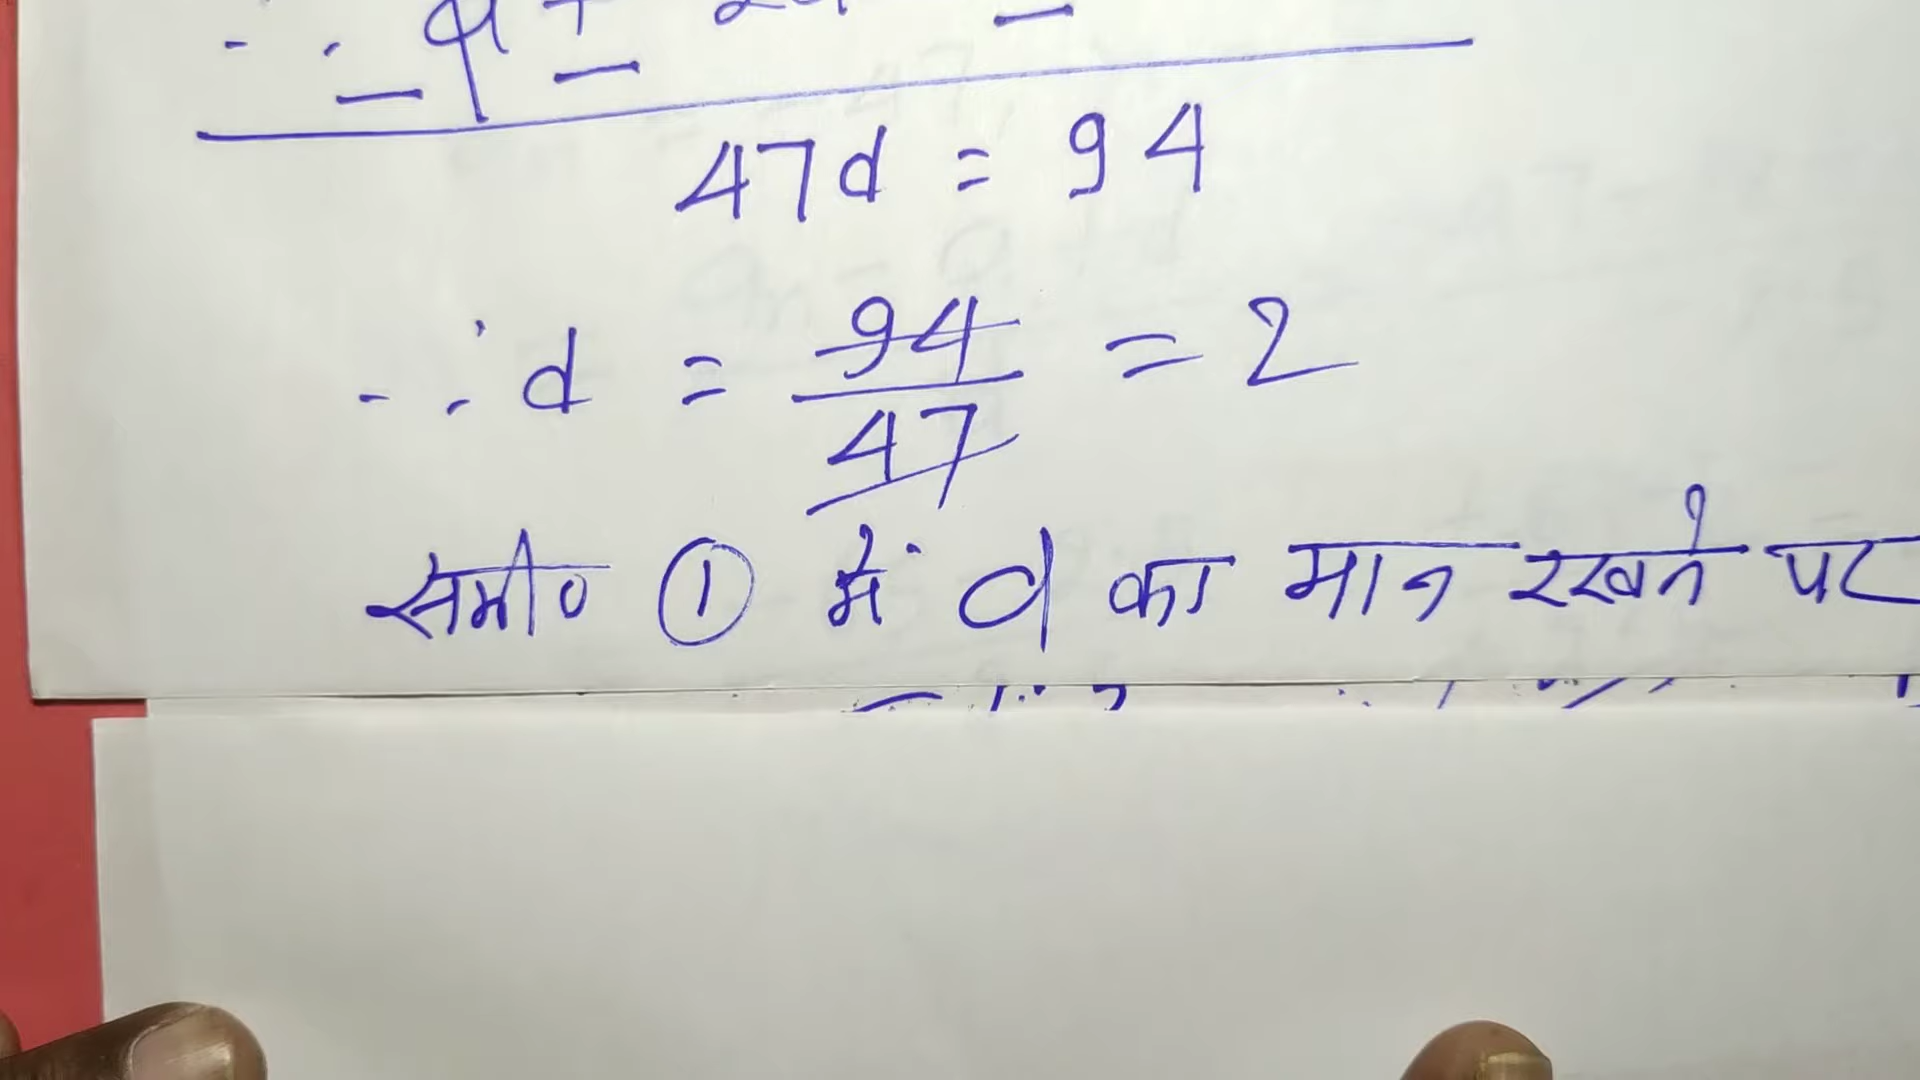 47d = 94
∴ d = 94/47 = 2
समी० ① में d का मान रखने पर